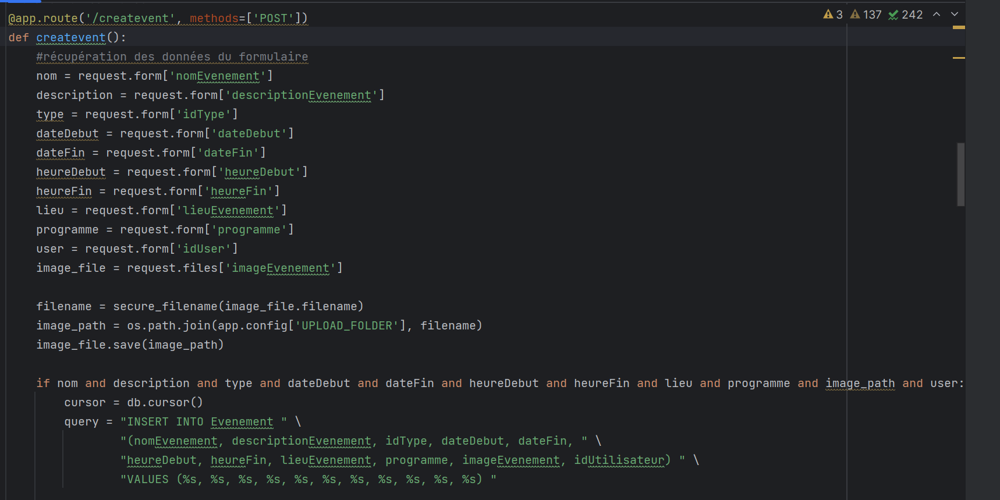 @app.route('/createvent', methods=['POST'])
3 137 242
def createvent():
    #récupération des données du formulaire
    nom = request.form['nomEvenement']
    description = request.form['descriptionEvenement']
    type = request.form['idType']
    dateDebut = request.form['dateDebut']
    dateFin = request.form['dateFin']
    heureDebut = request.form['heureDebut']
    heureFin = request.form['heureFin']
    lieu = request.form['lieuEvenement']
    programme = request.form['programme']
    user = request.form['idUser']
    image_file = request.files['imageEvenement']
    filename = secure_filename(image_file.filename)
    image_path = os.path.join(app.config['UPLOAD_FOLDER'], filename)
    image_file.save(image_path)
    if nom and description and type and dateDebut and dateFin and heureDebut and heureFin and lieu and programme and image_path and user:
        cursor = db.cursor()
        query = "INSERT INTO Evenement " \
                "(nomEvenement, descriptionEvenement, idType, dateDebut, dateFin, " \
                "heureDebut, heureFin, lieuEvenement, programme, imageEvenement, idUtilisateur) " \
                "VALUES (%s, %s, %s, %s, %s, %s, %s, %s, %s, %s, %s) "